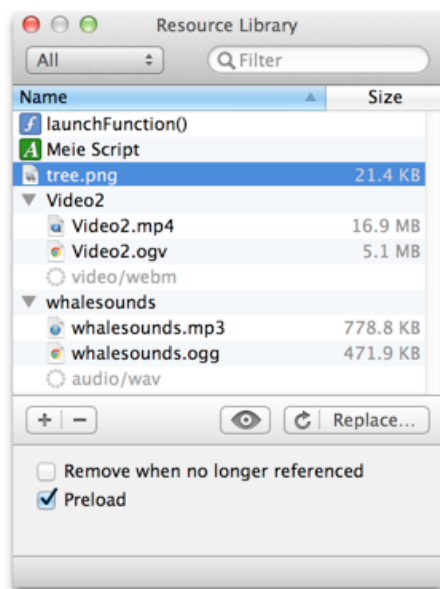 Resource Library
All Filter
Name Size
f launchFunction()
A Meie Script
tree.png 21.4 KB
Video2
Video2.mp4 16.9 MB
Video2.ogv 5.1 MB
video/webm
whalesounds
whalesounds.mp3 778.8 KB
whalesounds.ogg 471.9 KB
audio/wav
+ − Replace...
Remove when no longer referenced
Preload